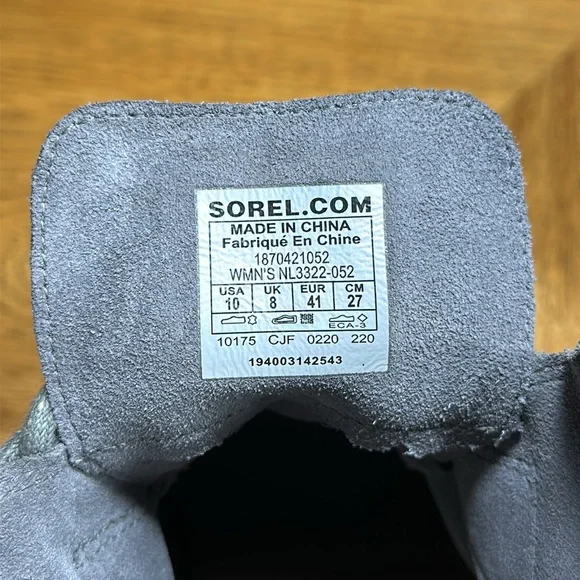 SOREL.COM
MADE IN CHINA
Fabriqué En Chine
1870421052
WMN'S NL3322-052
USA UK EUR CM
10 8 41 27
ECA-3
10175 CJF 0220 220
194003142543